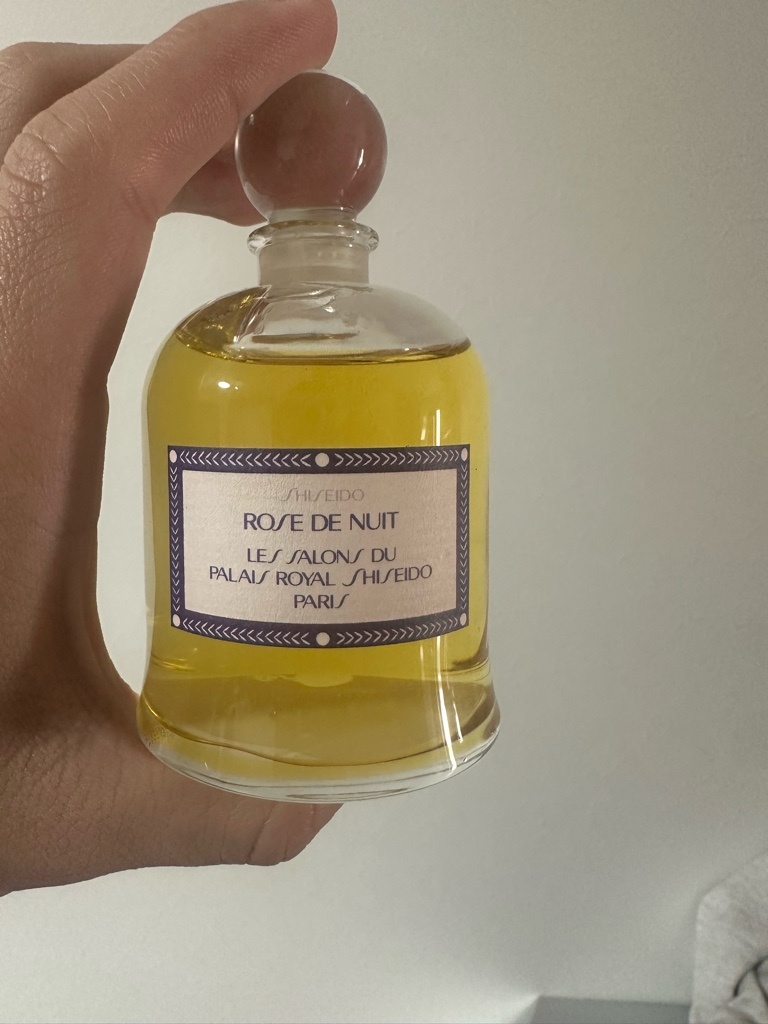 SHISEIDO
ROSE DE NUIT
LES SALONS DU
PALAIS ROYAL SHISEIDO
PARIS